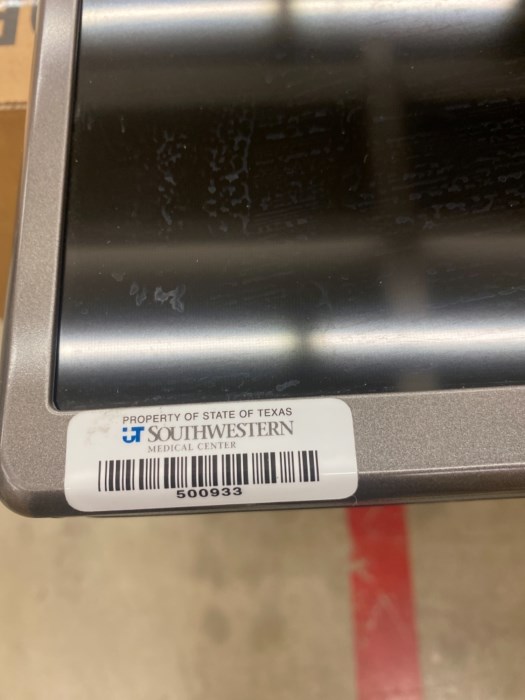 PROPERTY OF STATE OF TEXAS
UT SOUTHWESTERN
MEDICAL CENTER
500933